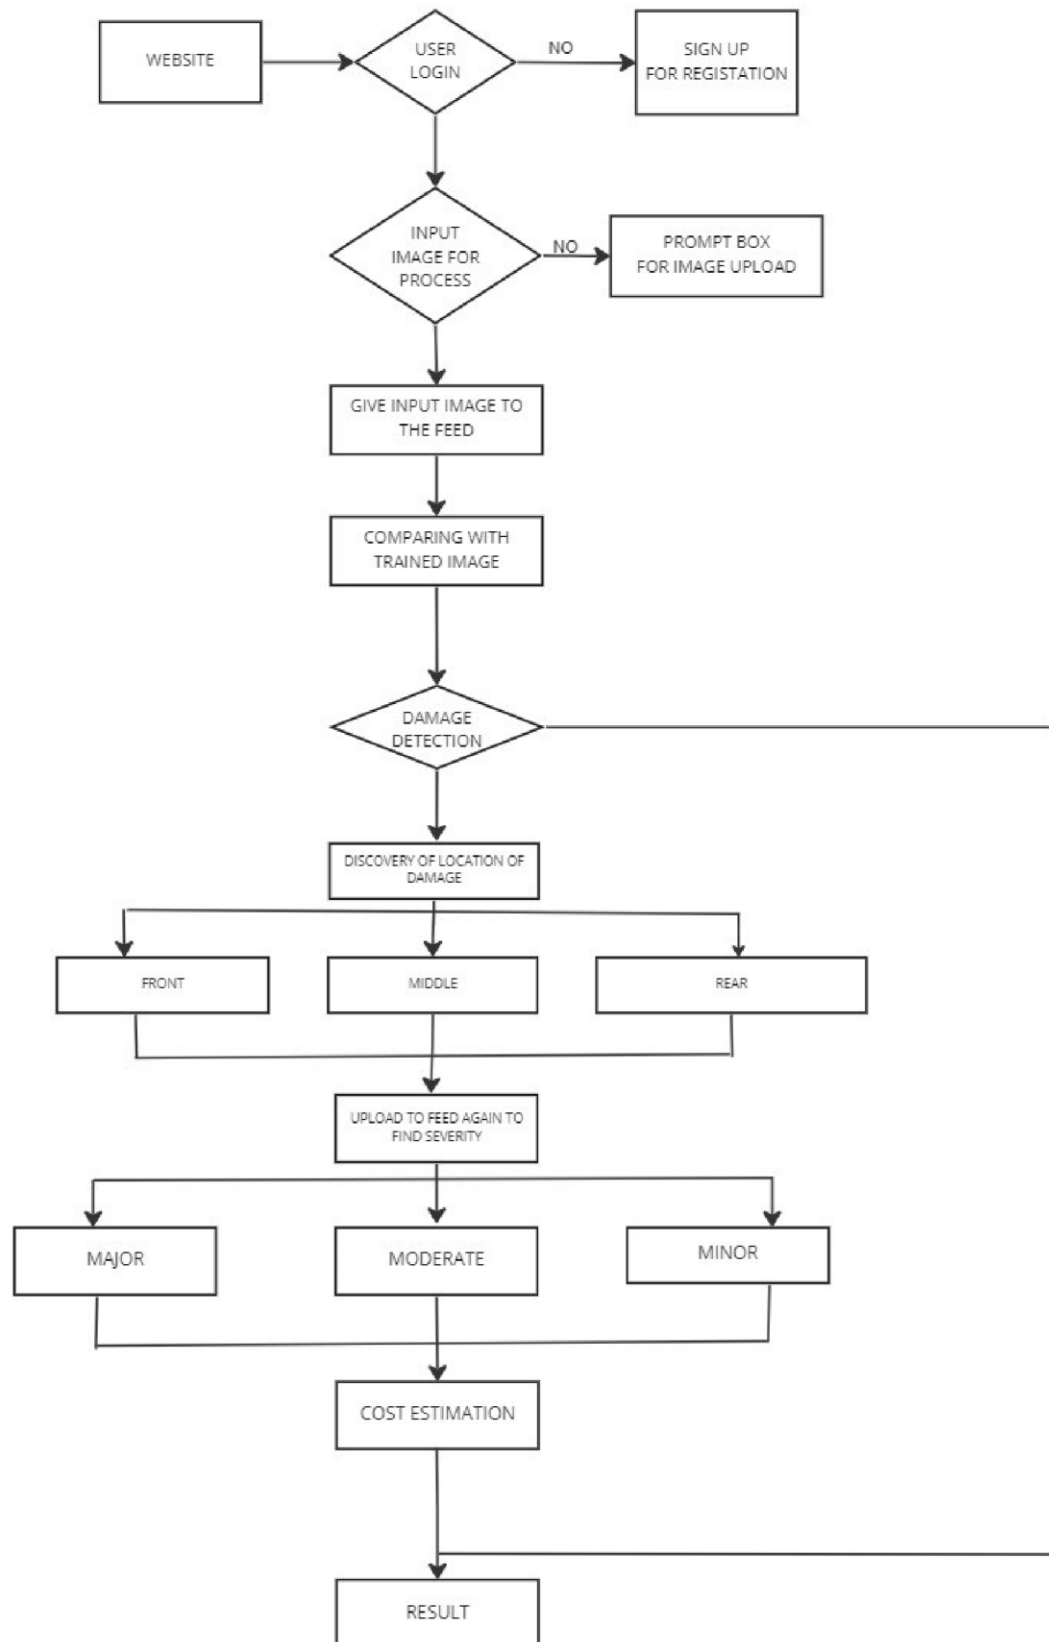 WEBSITE
USER
LOGIN
NO
SIGN UP
FOR REGISTATION
INPUT
IMAGE FOR
PROCESS
NO
PROMPT BOX
FOR IMAGE UPLOAD
GIVE INPUT IMAGE TO
THE FEED
COMPARING WITH
TRAINED IMAGE
DAMAGE
DETECTION
DISCOVERY OF LOCATION OF
DAMAGE
FRONT
MIDDLE
REAR
UPLOAD TO FEED AGAIN TO
FIND SEVERITY
MAJOR
MODERATE
MINOR
COST ESTIMATION
RESULT